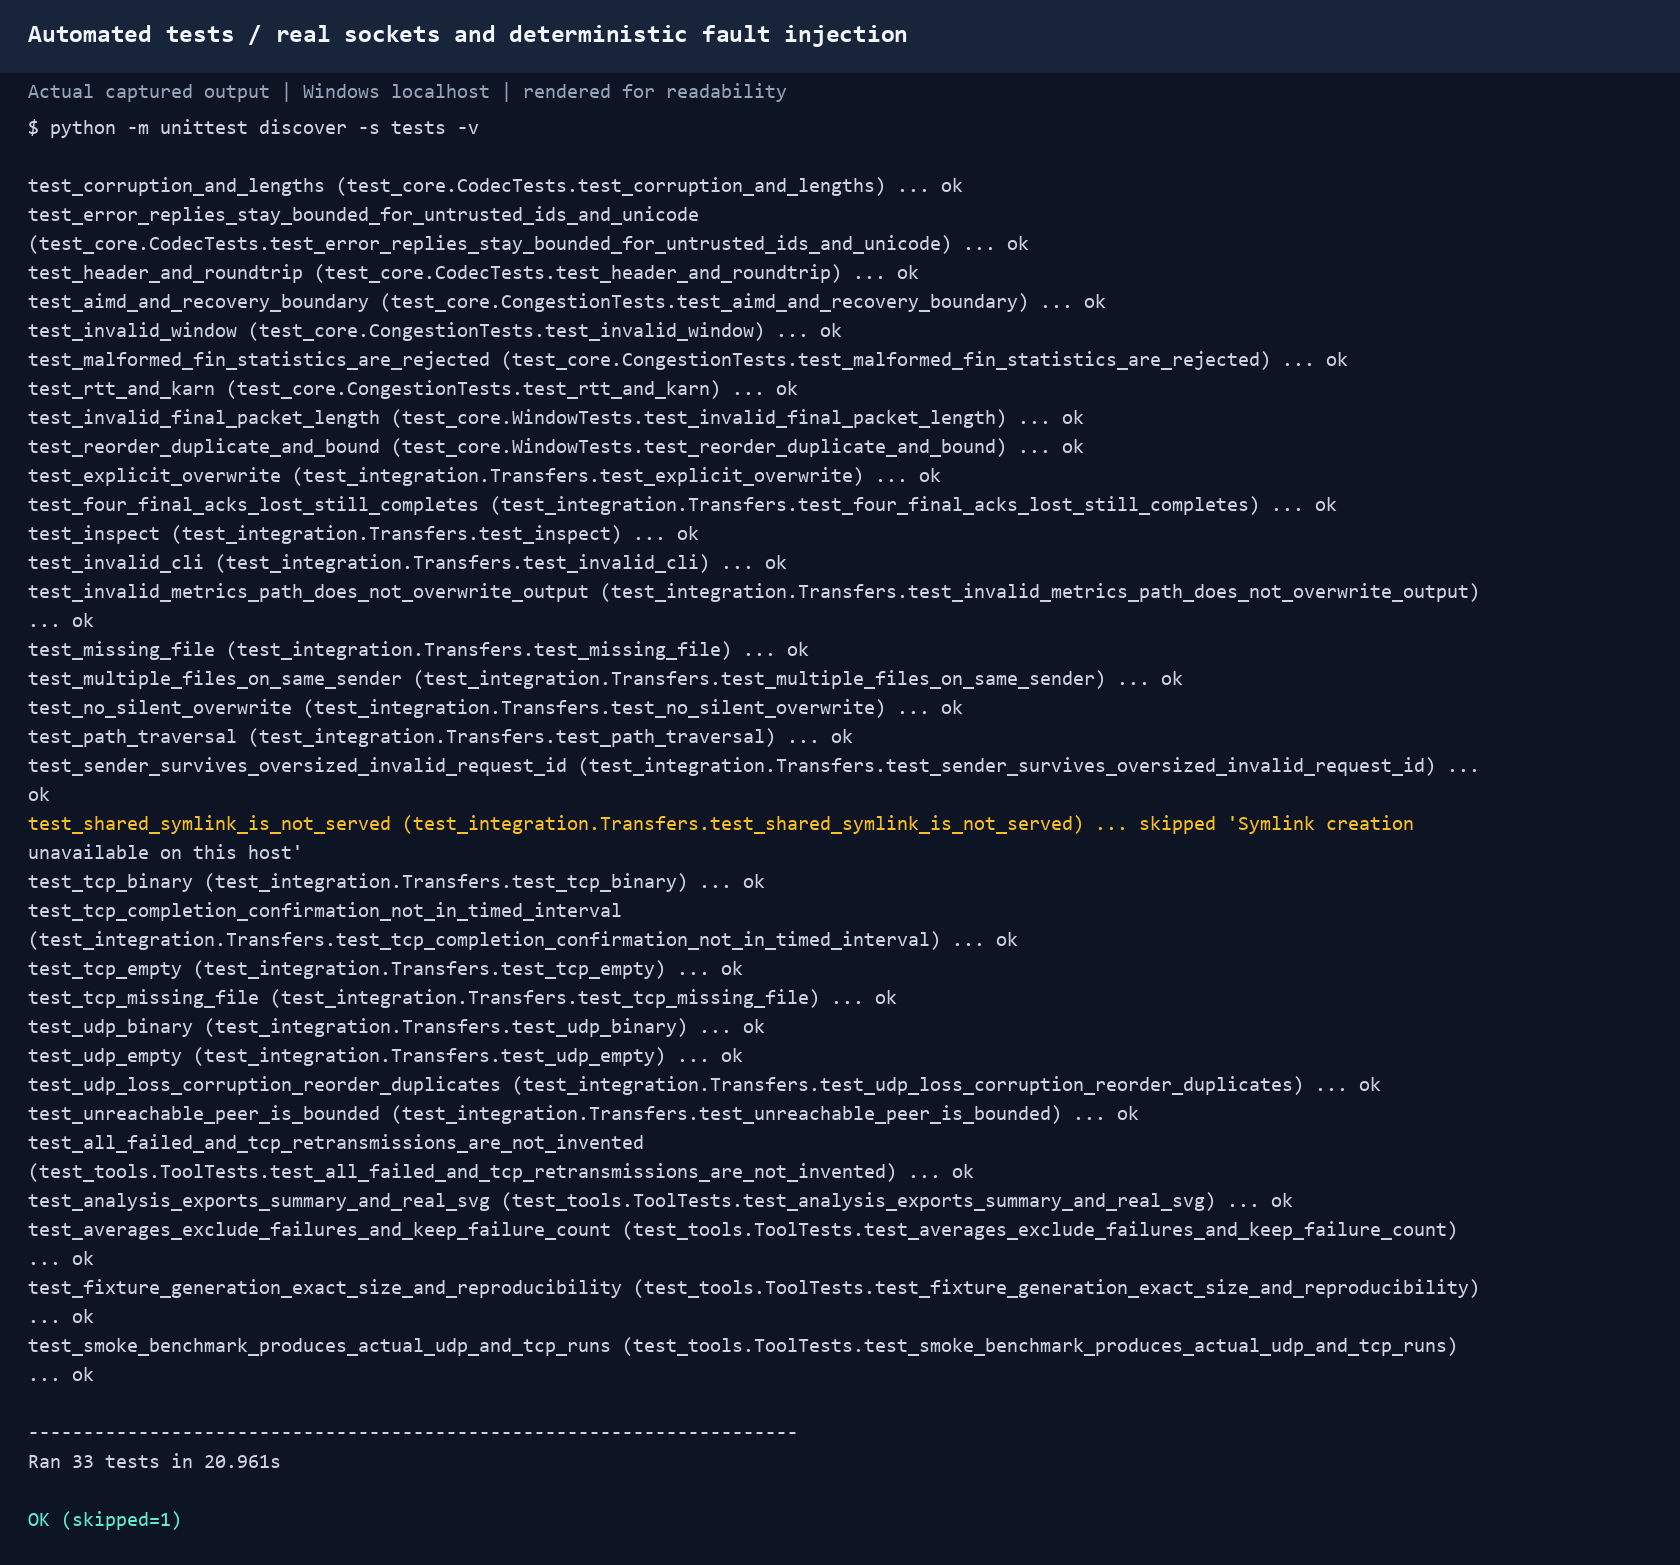 Automated tests / real sockets and deterministic fault injection
Actual captured output | Windows localhost | rendered for readability
$ python -m unittest discover -s tests -v
test_corruption_and_lengths (test_core.CodecTests.test_corruption_and_lengths) ... ok
test_error_replies_stay_bounded_for_untrusted_ids_and_unicode
(test_core.CodecTests.test_error_replies_stay_bounded_for_untrusted_ids_and_unicode) ... ok
test_header_and_roundtrip (test_core.CodecTests.test_header_and_roundtrip) ... ok
test_aimd_and_recovery_boundary (test_core.CongestionTests.test_aimd_and_recovery_boundary) ... ok
test_invalid_window (test_core.CongestionTests.test_invalid_window) ... ok
test_malformed_fin_statistics_are_rejected (test_core.CongestionTests.test_malformed_fin_statistics_are_rejected) ... ok
test_rtt_and_karn (test_core.CongestionTests.test_rtt_and_karn) ... ok
test_invalid_final_packet_length (test_core.WindowTests.test_invalid_final_packet_length) ... ok
test_reorder_duplicate_and_bound (test_core.WindowTests.test_reorder_duplicate_and_bound) ... ok
test_explicit_overwrite (test_integration.Transfers.test_explicit_overwrite) ... ok
test_four_final_acks_lost_still_completes (test_integration.Transfers.test_four_final_acks_lost_still_completes) ... ok
test_inspect (test_integration.Transfers.test_inspect) ... ok
test_invalid_cli (test_integration.Transfers.test_invalid_cli) ... ok
test_invalid_metrics_path_does_not_overwrite_output (test_integration.Transfers.test_invalid_metrics_path_does_not_overwrite_output)
... ok
test_missing_file (test_integration.Transfers.test_missing_file) ... ok
test_multiple_files_on_same_sender (test_integration.Transfers.test_multiple_files_on_same_sender) ... ok
test_no_silent_overwrite (test_integration.Transfers.test_no_silent_overwrite) ... ok
test_path_traversal (test_integration.Transfers.test_path_traversal) ... ok
test_sender_survives_oversized_invalid_request_id (test_integration.Transfers.test_sender_survives_oversized_invalid_request_id) ...
ok
test_shared_symlink_is_not_served (test_integration.Transfers.test_shared_symlink_is_not_served) ... skipped 'Symlink creation
unavailable on this host'
test_tcp_binary (test_integration.Transfers.test_tcp_binary) ... ok
test_tcp_completion_confirmation_not_in_timed_interval
(test_integration.Transfers.test_tcp_completion_confirmation_not_in_timed_interval) ... ok
test_tcp_empty (test_integration.Transfers.test_tcp_empty) ... ok
test_tcp_missing_file (test_integration.Transfers.test_tcp_missing_file) ... ok
test_udp_binary (test_integration.Transfers.test_udp_binary) ... ok
test_udp_empty (test_integration.Transfers.test_udp_empty) ... ok
test_udp_loss_corruption_reorder_duplicates (test_integration.Transfers.test_udp_loss_corruption_reorder_duplicates) ... ok
test_unreachable_peer_is_bounded (test_integration.Transfers.test_unreachable_peer_is_bounded) ... ok
test_all_failed_and_tcp_retransmissions_are_not_invented
(test_tools.ToolTests.test_all_failed_and_tcp_retransmissions_are_not_invented) ... ok
test_analysis_exports_summary_and_real_svg (test_tools.ToolTests.test_analysis_exports_summary_and_real_svg) ... ok
test_averages_exclude_failures_and_keep_failure_count (test_tools.ToolTests.test_averages_exclude_failures_and_keep_failure_count)
... ok
test_fixture_generation_exact_size_and_reproducibility (test_tools.ToolTests.test_fixture_generation_exact_size_and_reproducibility)
... ok
test_smoke_benchmark_produces_actual_udp_and_tcp_runs (test_tools.ToolTests.test_smoke_benchmark_produces_actual_udp_and_tcp_runs)
... ok
----------------------------------------------------------------------
Ran 33 tests in 20.961s
OK (skipped=1)